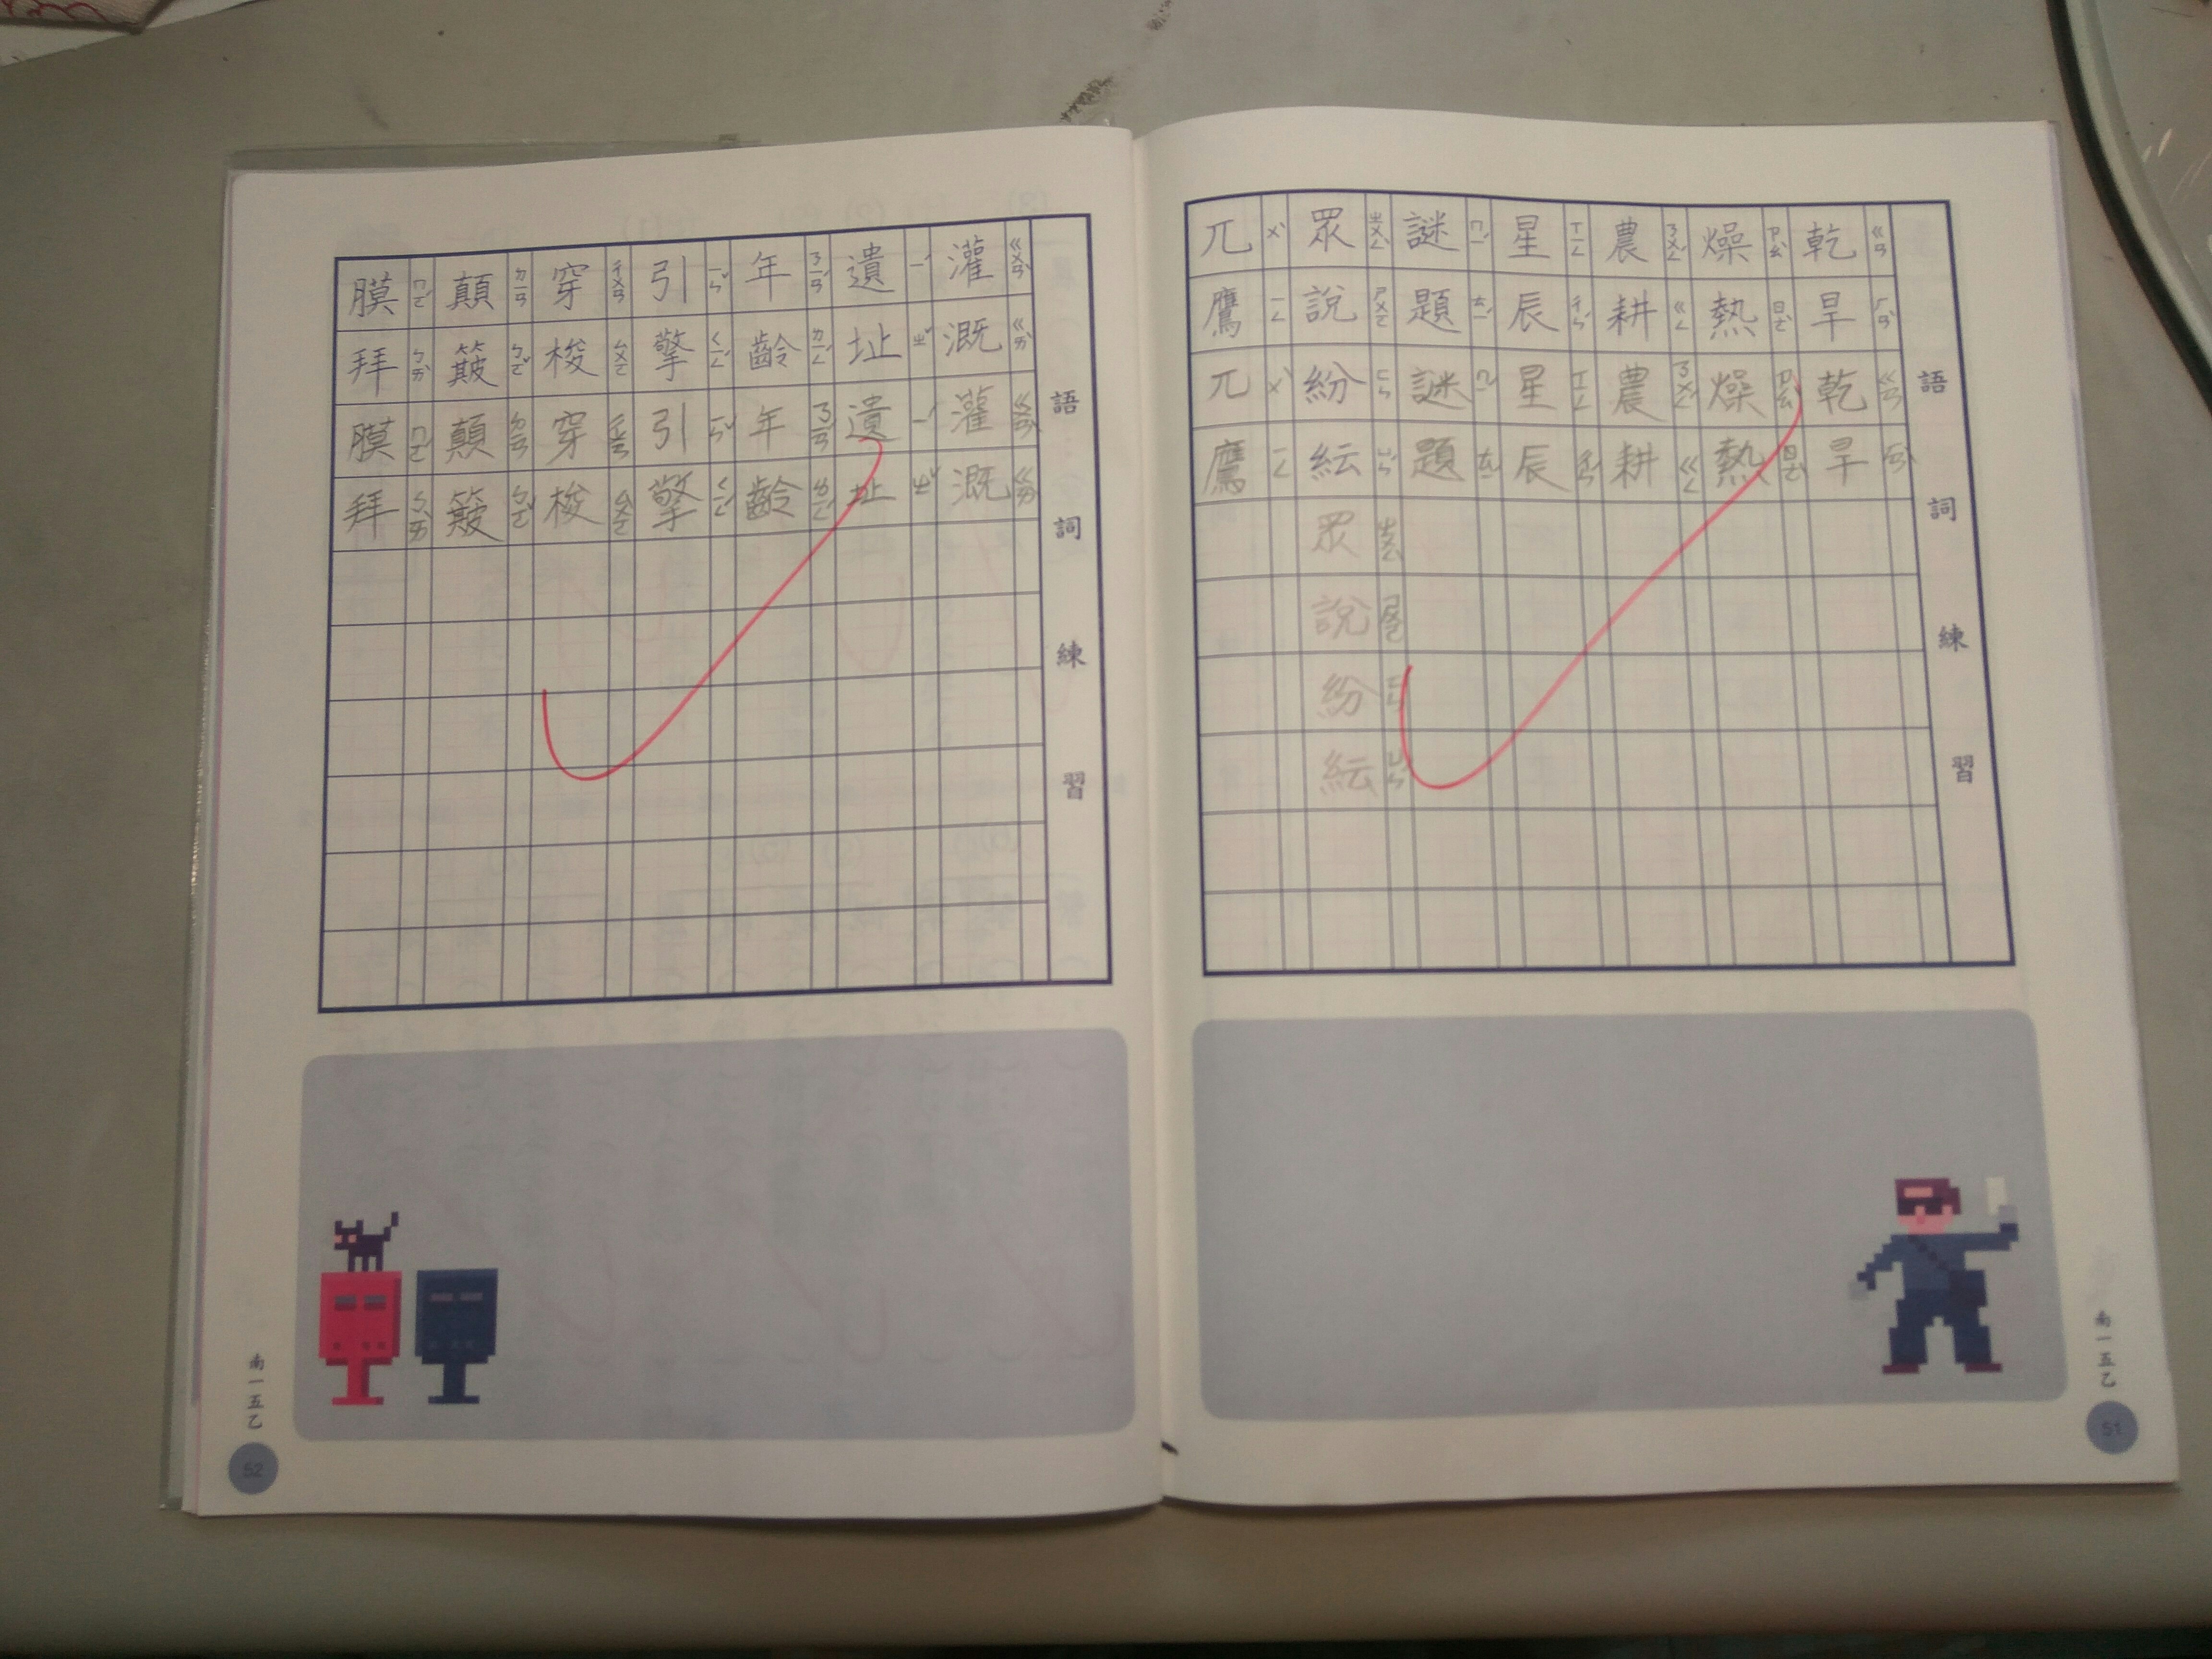 語詞練習
乾旱乾旱
燥熱燥熱
農耕農耕
星辰星辰
謎題謎題
眾說紛紜眾說紛紜
兀鷹兀鷹
南一五乙
51
語詞練習
灌溉灌溉
遺址遺址
年齡年齡
引擎引擎
穿梭穿梭
顛簸顛簸
膜拜膜拜
南一五乙
52